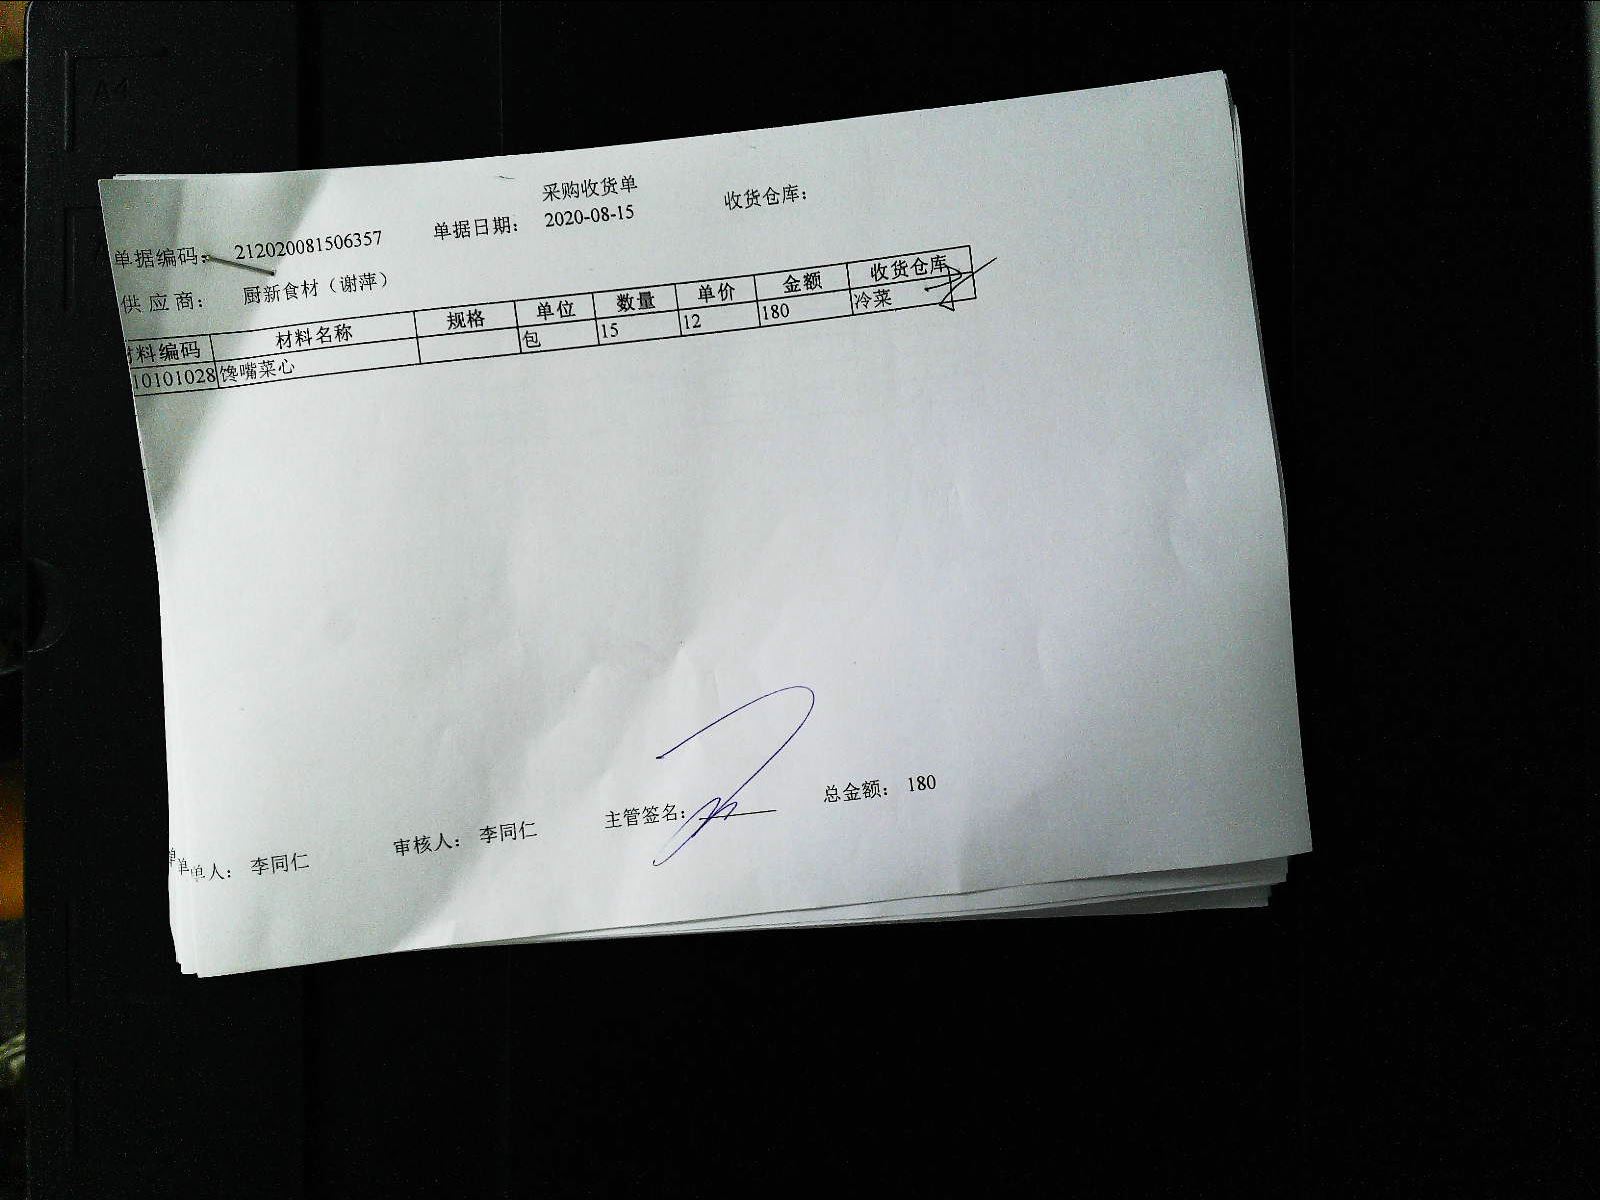 采购收货单
单据编码： 212020081506357 单据日期： 2020-08-15 收货仓库：
供应商： 厨新食材（谢萍）
材料编码 材料名称 规格 单位 数量 单价 金额 收货仓库
10101028 馋嘴菜心 包 15 12 180 冷菜
单人： 李同仁 审核人： 李同仁 主管签名： 总金额： 180